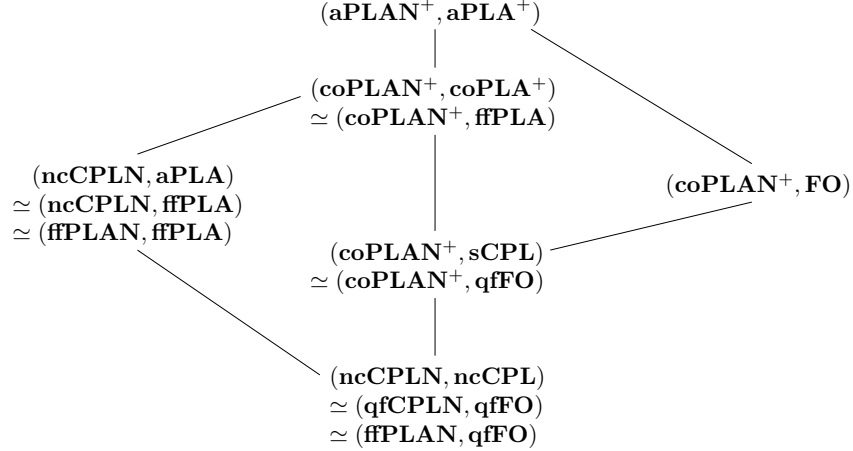 (aPLAN⁺, aPLA⁺)
(coPLAN⁺, coPLA⁺)
≃ (coPLAN⁺, ffPLA)
(ncCPLN, aPLA)
≃ (ncCPLN, ffPLA)
≃ (ffPLAN, ffPLA)
(coPLAN⁺, FO)
(coPLAN⁺, sCPL)
≃ (coPLAN⁺, qfFO)
(ncCPLN, ncCPL)
≃ (qfCPLN, qfFO)
≃ (ffPLAN, qfFO)